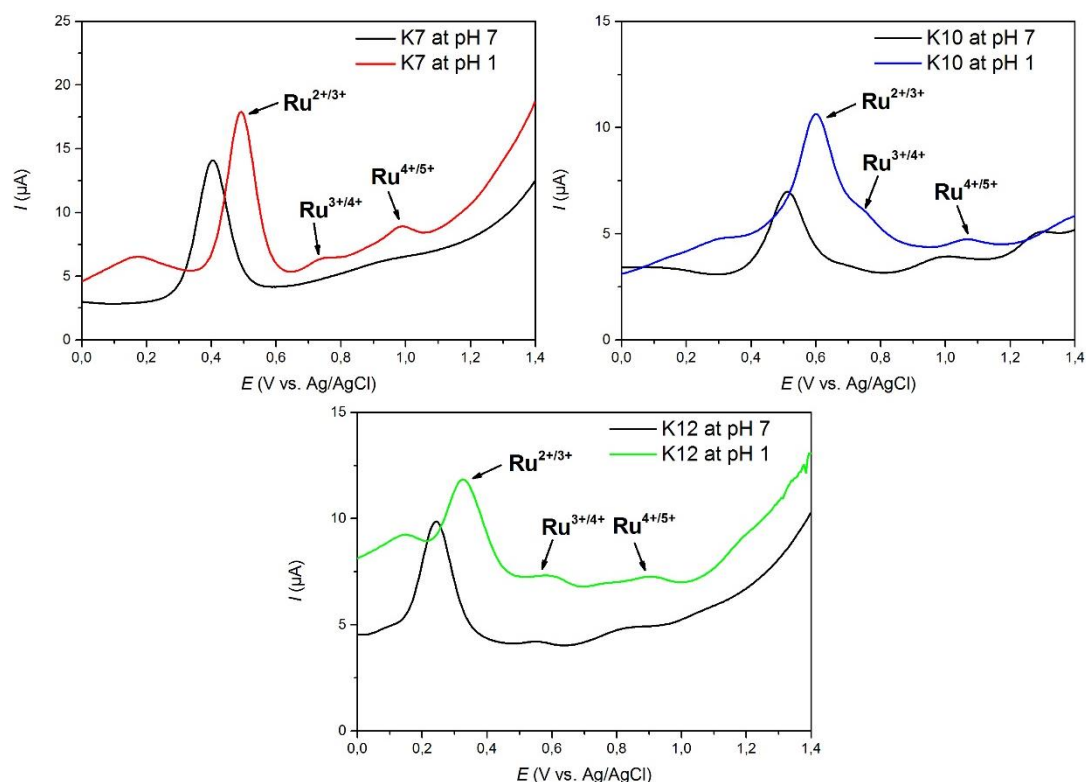 K7 at pH 7
K7 at pH 1
Ru2+/3+
Ru3+/4+
Ru4+/5+
25
20
15
10
5
0
I (µA)
0,0 0,2 0,4 0,6 0,8 1,0 1,2 1,4
E (V vs. Ag/AgCl)
K10 at pH 7
K10 at pH 1
Ru2+/3+
Ru3+/4+
Ru4+/5+
15
10
5
0
I (µA)
0,0 0,2 0,4 0,6 0,8 1,0 1,2 1,4
E (V vs. Ag/AgCl)
K12 at pH 7
K12 at pH 1
Ru2+/3+
Ru3+/4+
Ru4+/5+
15
10
5
0
I (µA)
0,0 0,2 0,4 0,6 0,8 1,0 1,2 1,4
E (V vs. Ag/AgCl)